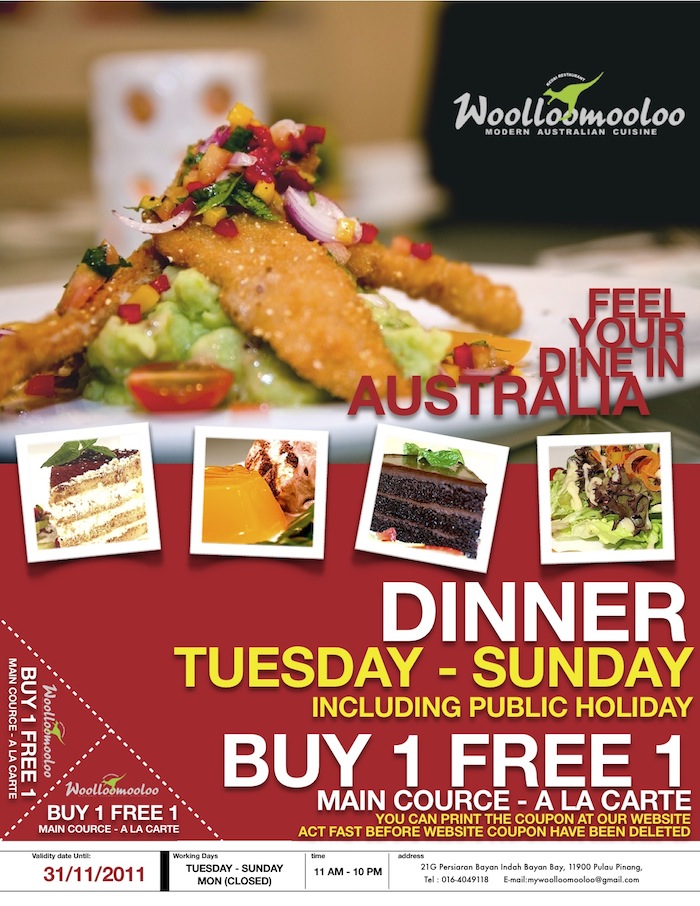 KERBI RESTAURANT
Woolloomooloo
MODERN AUSTRALIAN CUISINE
FEEL
YOUR
DINE IN
AUSTRALIA
DINNER
TUESDAY - SUNDAY
INCLUDING PUBLIC HOLIDAY
BUY 1 FREE 1
MAIN COURCE - A LA CARTE
YOU CAN PRINT THE COUPON AT OUR WEBSITE
ACT FAST BEFORE WEBSITE COUPON HAVE BEEN DELETED
Woolloomooloo
BUY 1 FREE 1
MAIN COURCE - A LA CARTE
Woolloomooloo
BUY 1 FREE 1
MAIN COURCE - A LA CARTE
Validity date Until:
31/11/2011
Working Days
TUESDAY - SUNDAY
MON (CLOSED)
time
11 AM - 10 PM
address
21G Persiaran Bayan Indah Bayan Bay, 11900 Pulau Pinang,
Tel : 016-4049118 E-mail:mywoolloomooloo@gmail.com